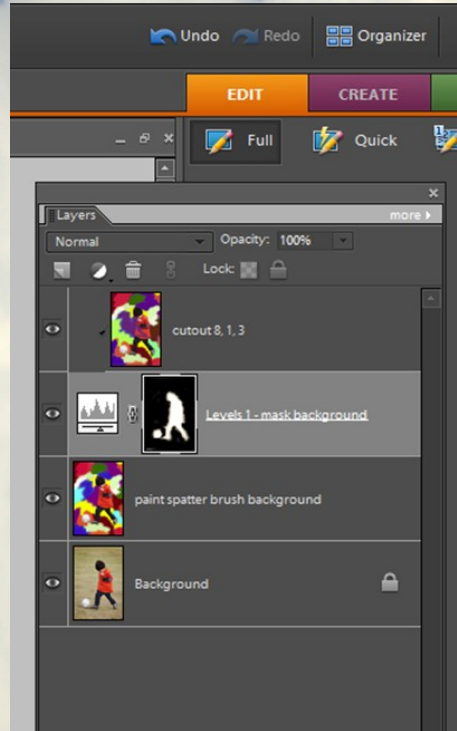 Undo Redo Organizer
EDIT CREATE
Full Quick
Layers more
Normal Opacity: 100%
Lock:
cutout 8, 1, 3
Levels 1 - mask background
paint spatter brush background
Background